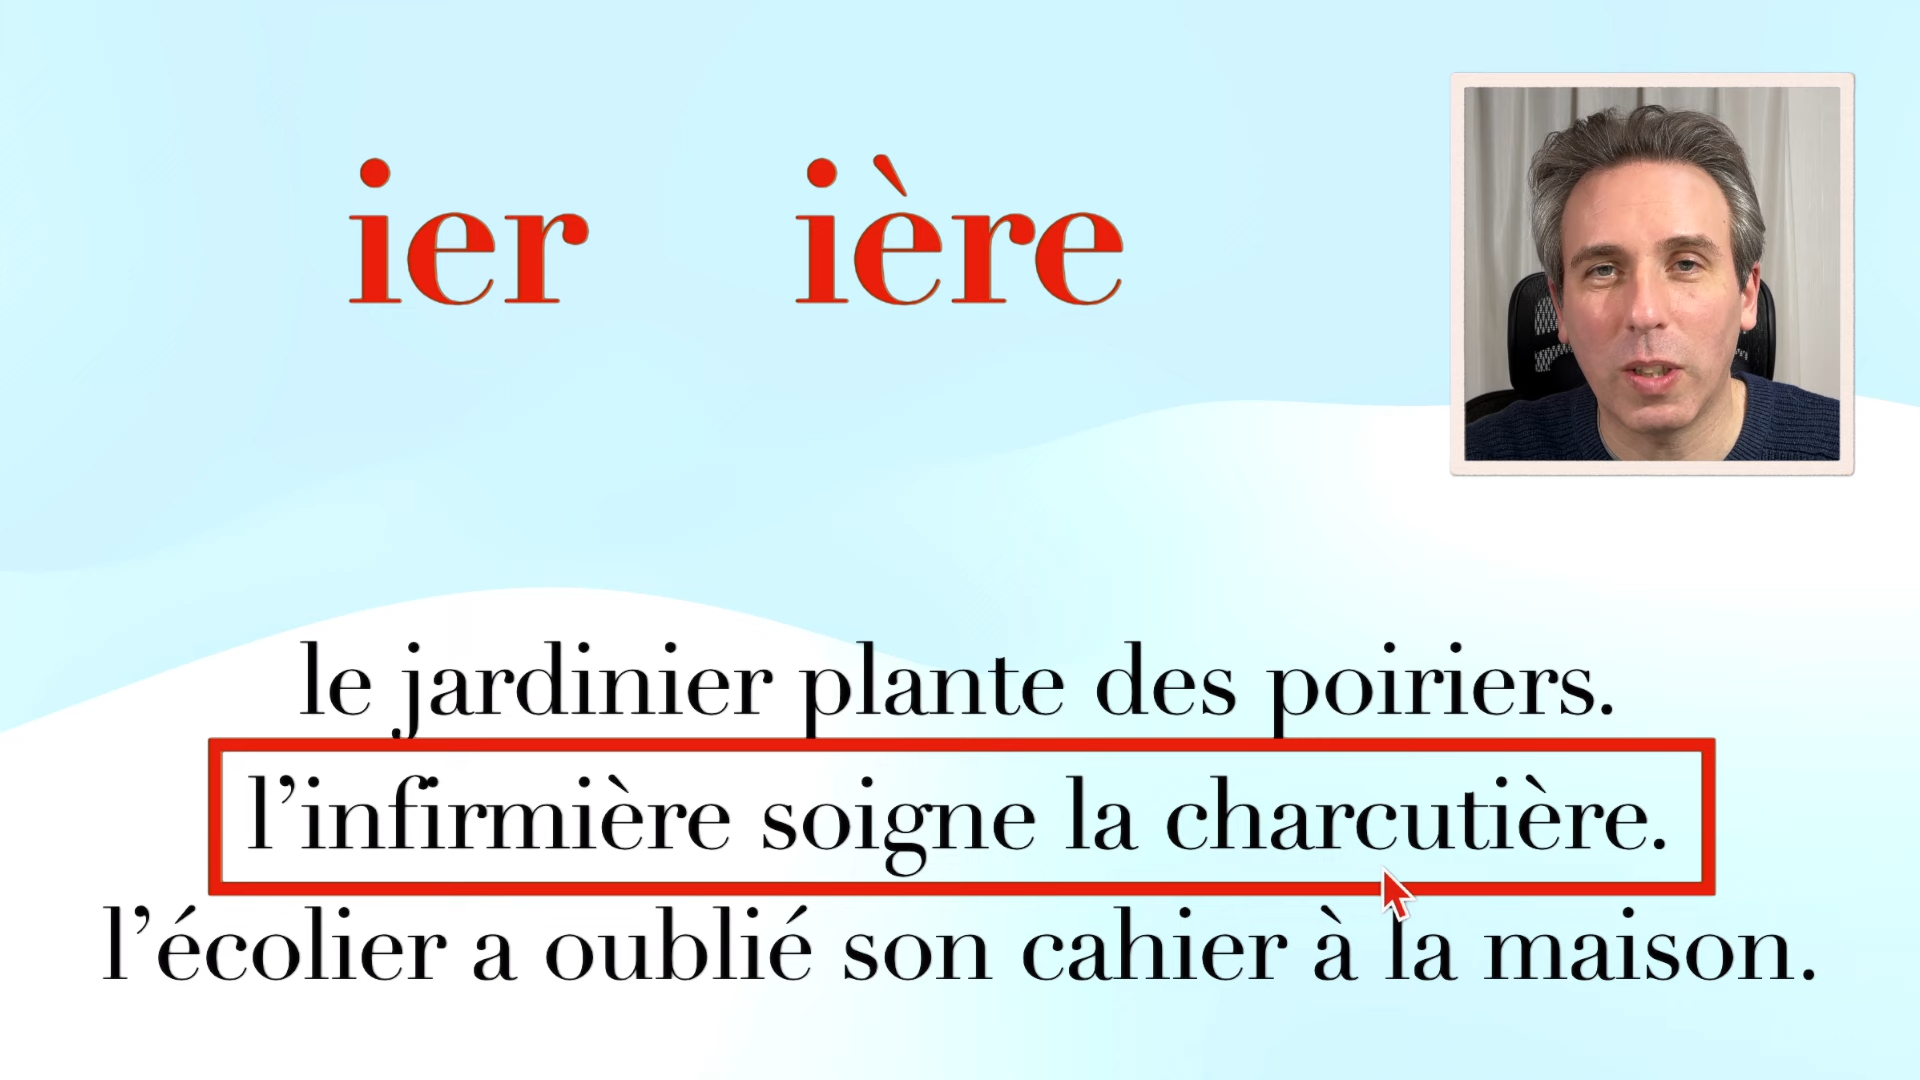 ier ière
le jardinier plante des poiriers.
l’infirmière soigne la charcutière.
l’écolier a oublié son cahier à la maison.